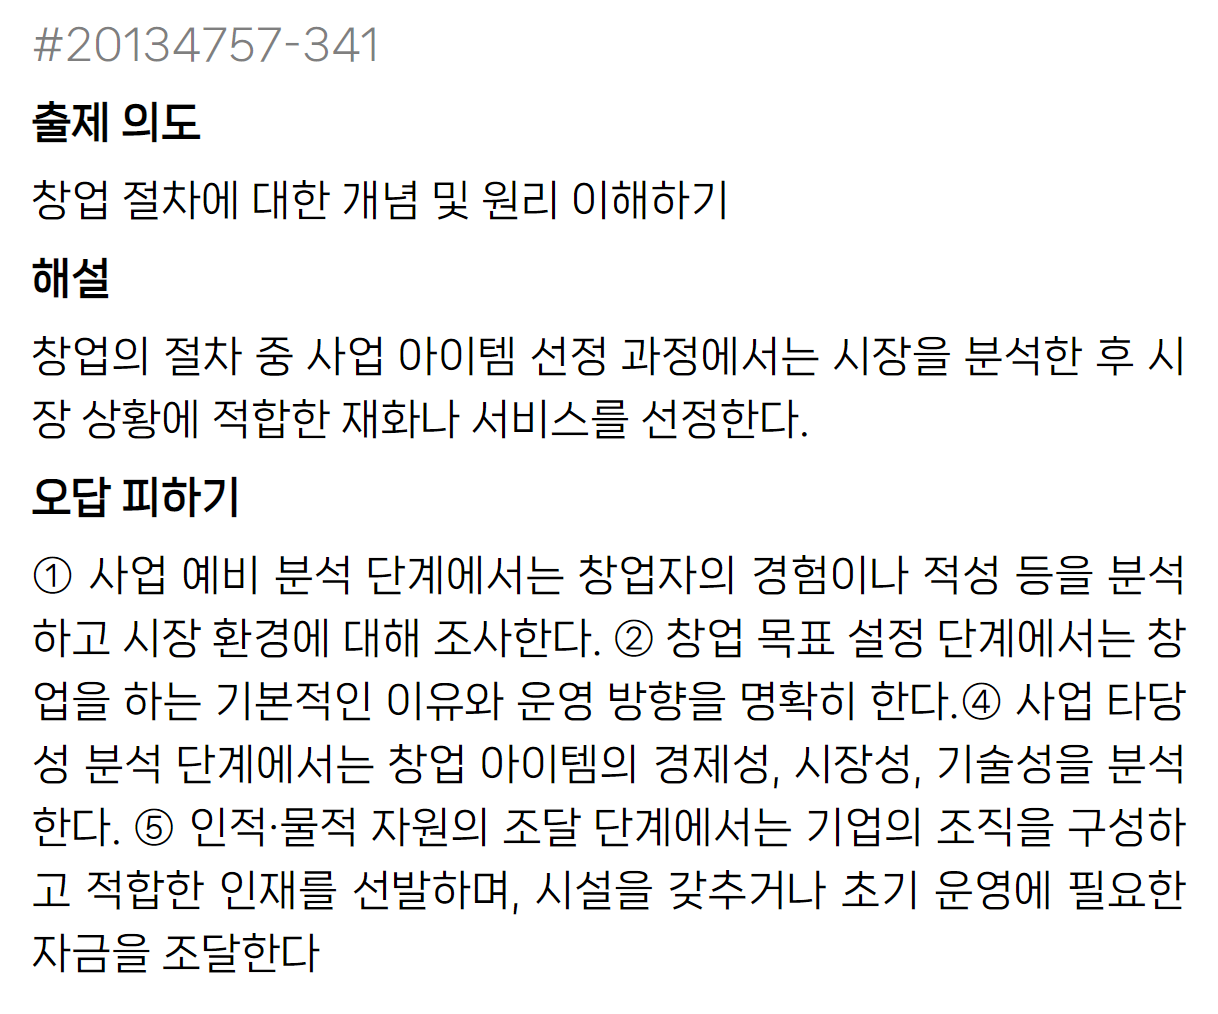 #20134757-341
출제 의도
창업 절차에 대한 개념 및 원리 이해하기
해설
창업의 절차 중 사업 아이템 선정 과정에서는 시장을 분석한 후 시
장 상황에 적합한 재화나 서비스를 선정한다.
오답 피하기
① 사업 예비 분석 단계에서는 창업자의 경험이나 적성 등을 분석
하고 시장 환경에 대해 조사한다. ② 창업 목표 설정 단계에서는 창
업을 하는 기본적인 이유와 운영 방향을 명확히 한다.④ 사업 타당
성 분석 단계에서는 창업 아이템의 경제성, 시장성, 기술성을 분석
한다. ⑤ 인적·물적 자원의 조달 단계에서는 기업의 조직을 구성하
고 적합한 인재를 선발하며, 시설을 갖추거나 초기 운영에 필요한
자금을 조달한다